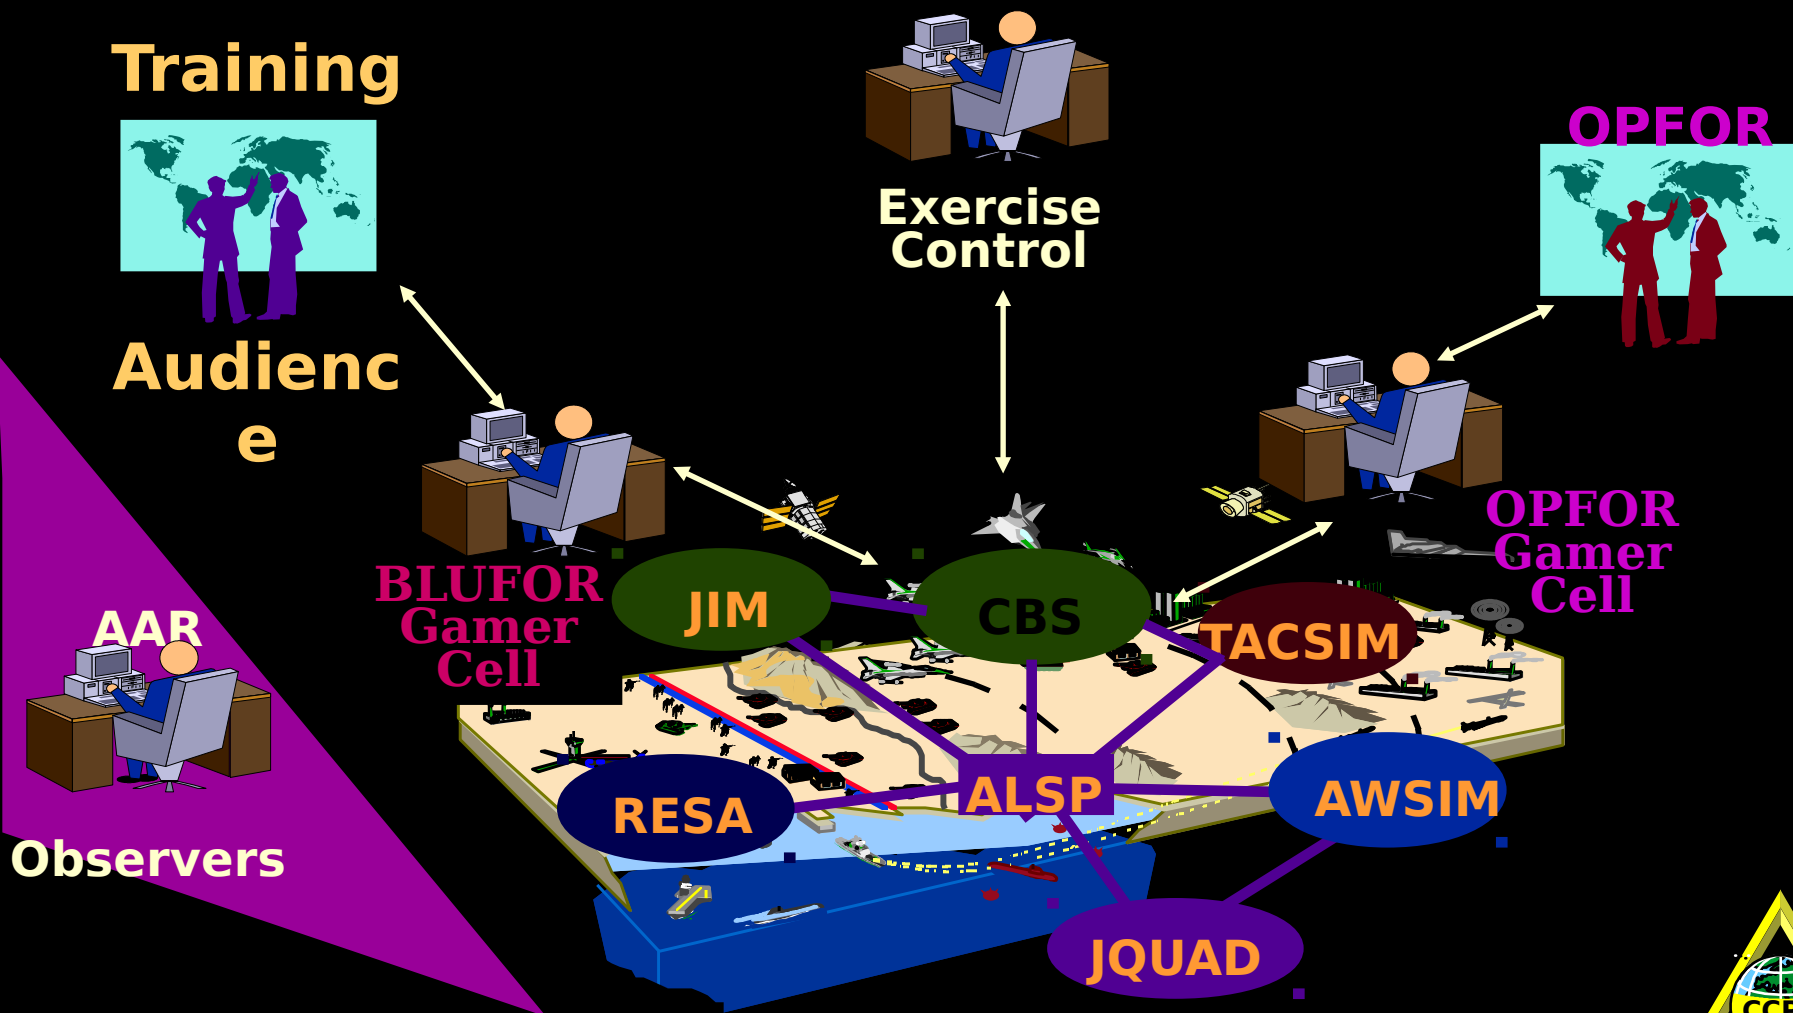 Training
Audienc
e
Exercise
Control
OPFOR
BLUFOR
Gamer
Cell
OPFOR
Gamer
Cell
JIM
CBS
TACSIM
AAR
Observers
RESA
ALSP
AWSIM
JQUAD